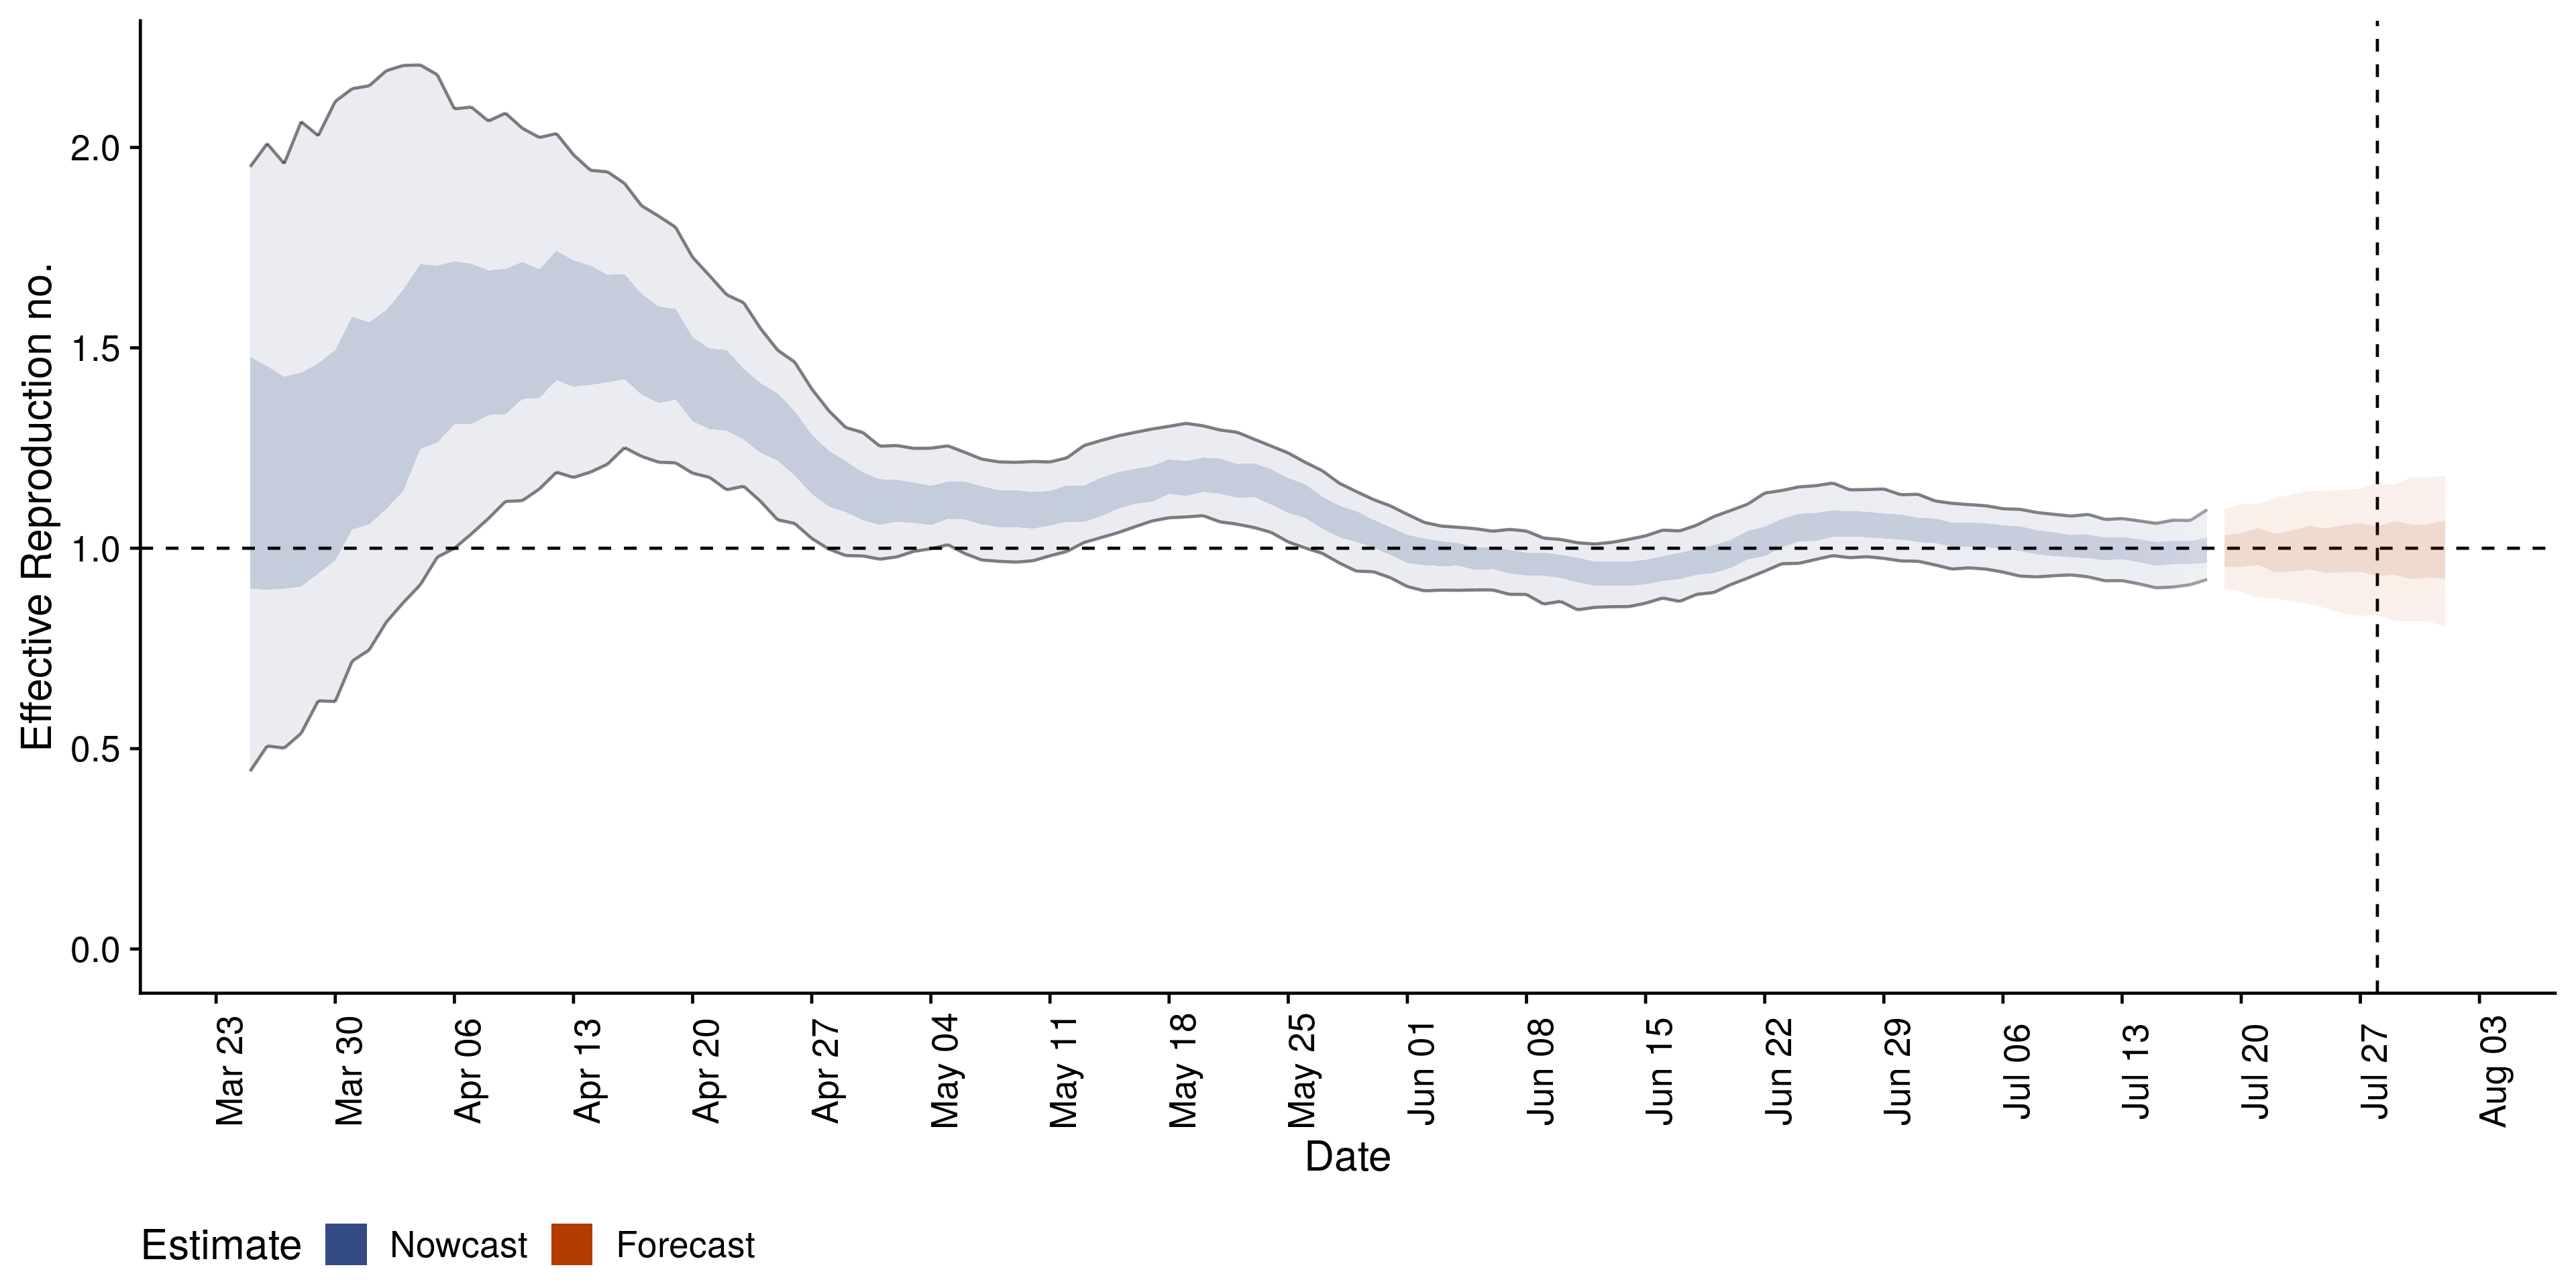 Effective Reproduction no.
2.0
1.5
1.0
0.5
0.0
Mar 23
Mar 30
Apr 06
Apr 13
Apr 20
Apr 27
May 04
May 11
May 18
May 25
Jun 01
Jun 08
Jun 15
Jun 22
Jun 29
Jul 06
Jul 13
Jul 20
Jul 27
Aug 03
Date
Estimate Nowcast Forecast